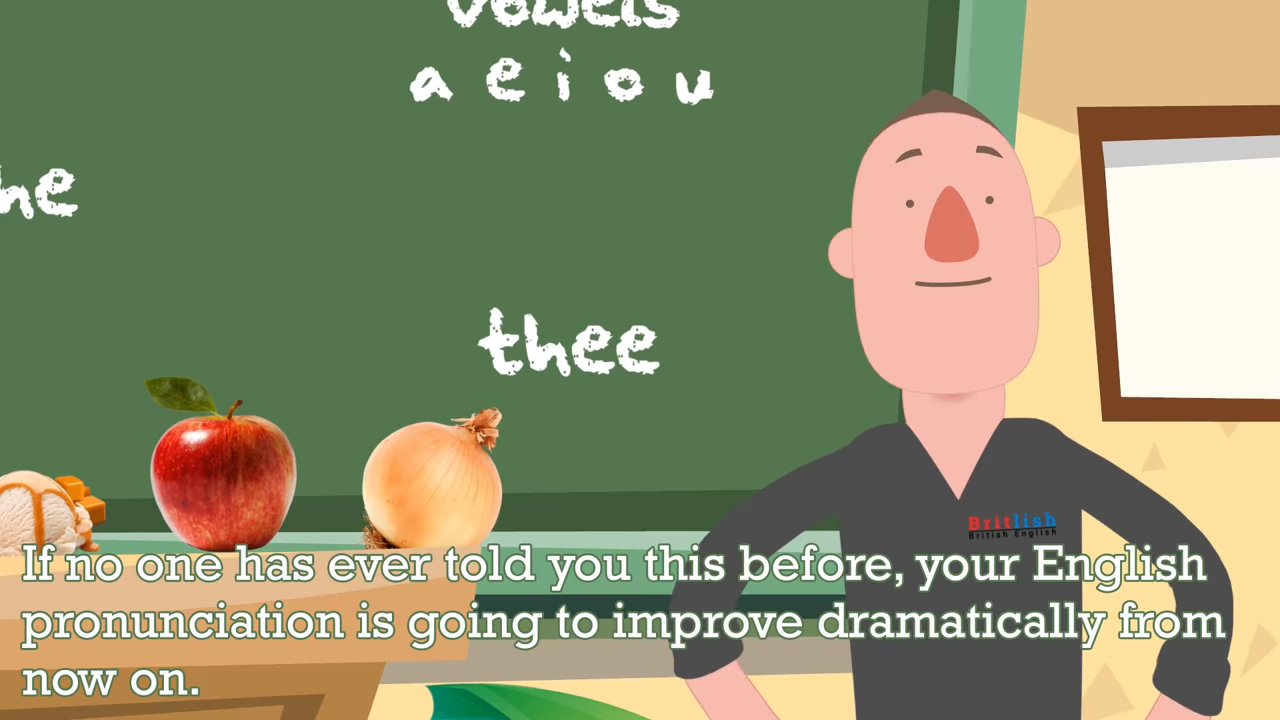 vowels
a e i o u
he
thee
Britlish
British English
If no one has ever told you this before, your English
pronunciation is going to improve dramatically from
now on.